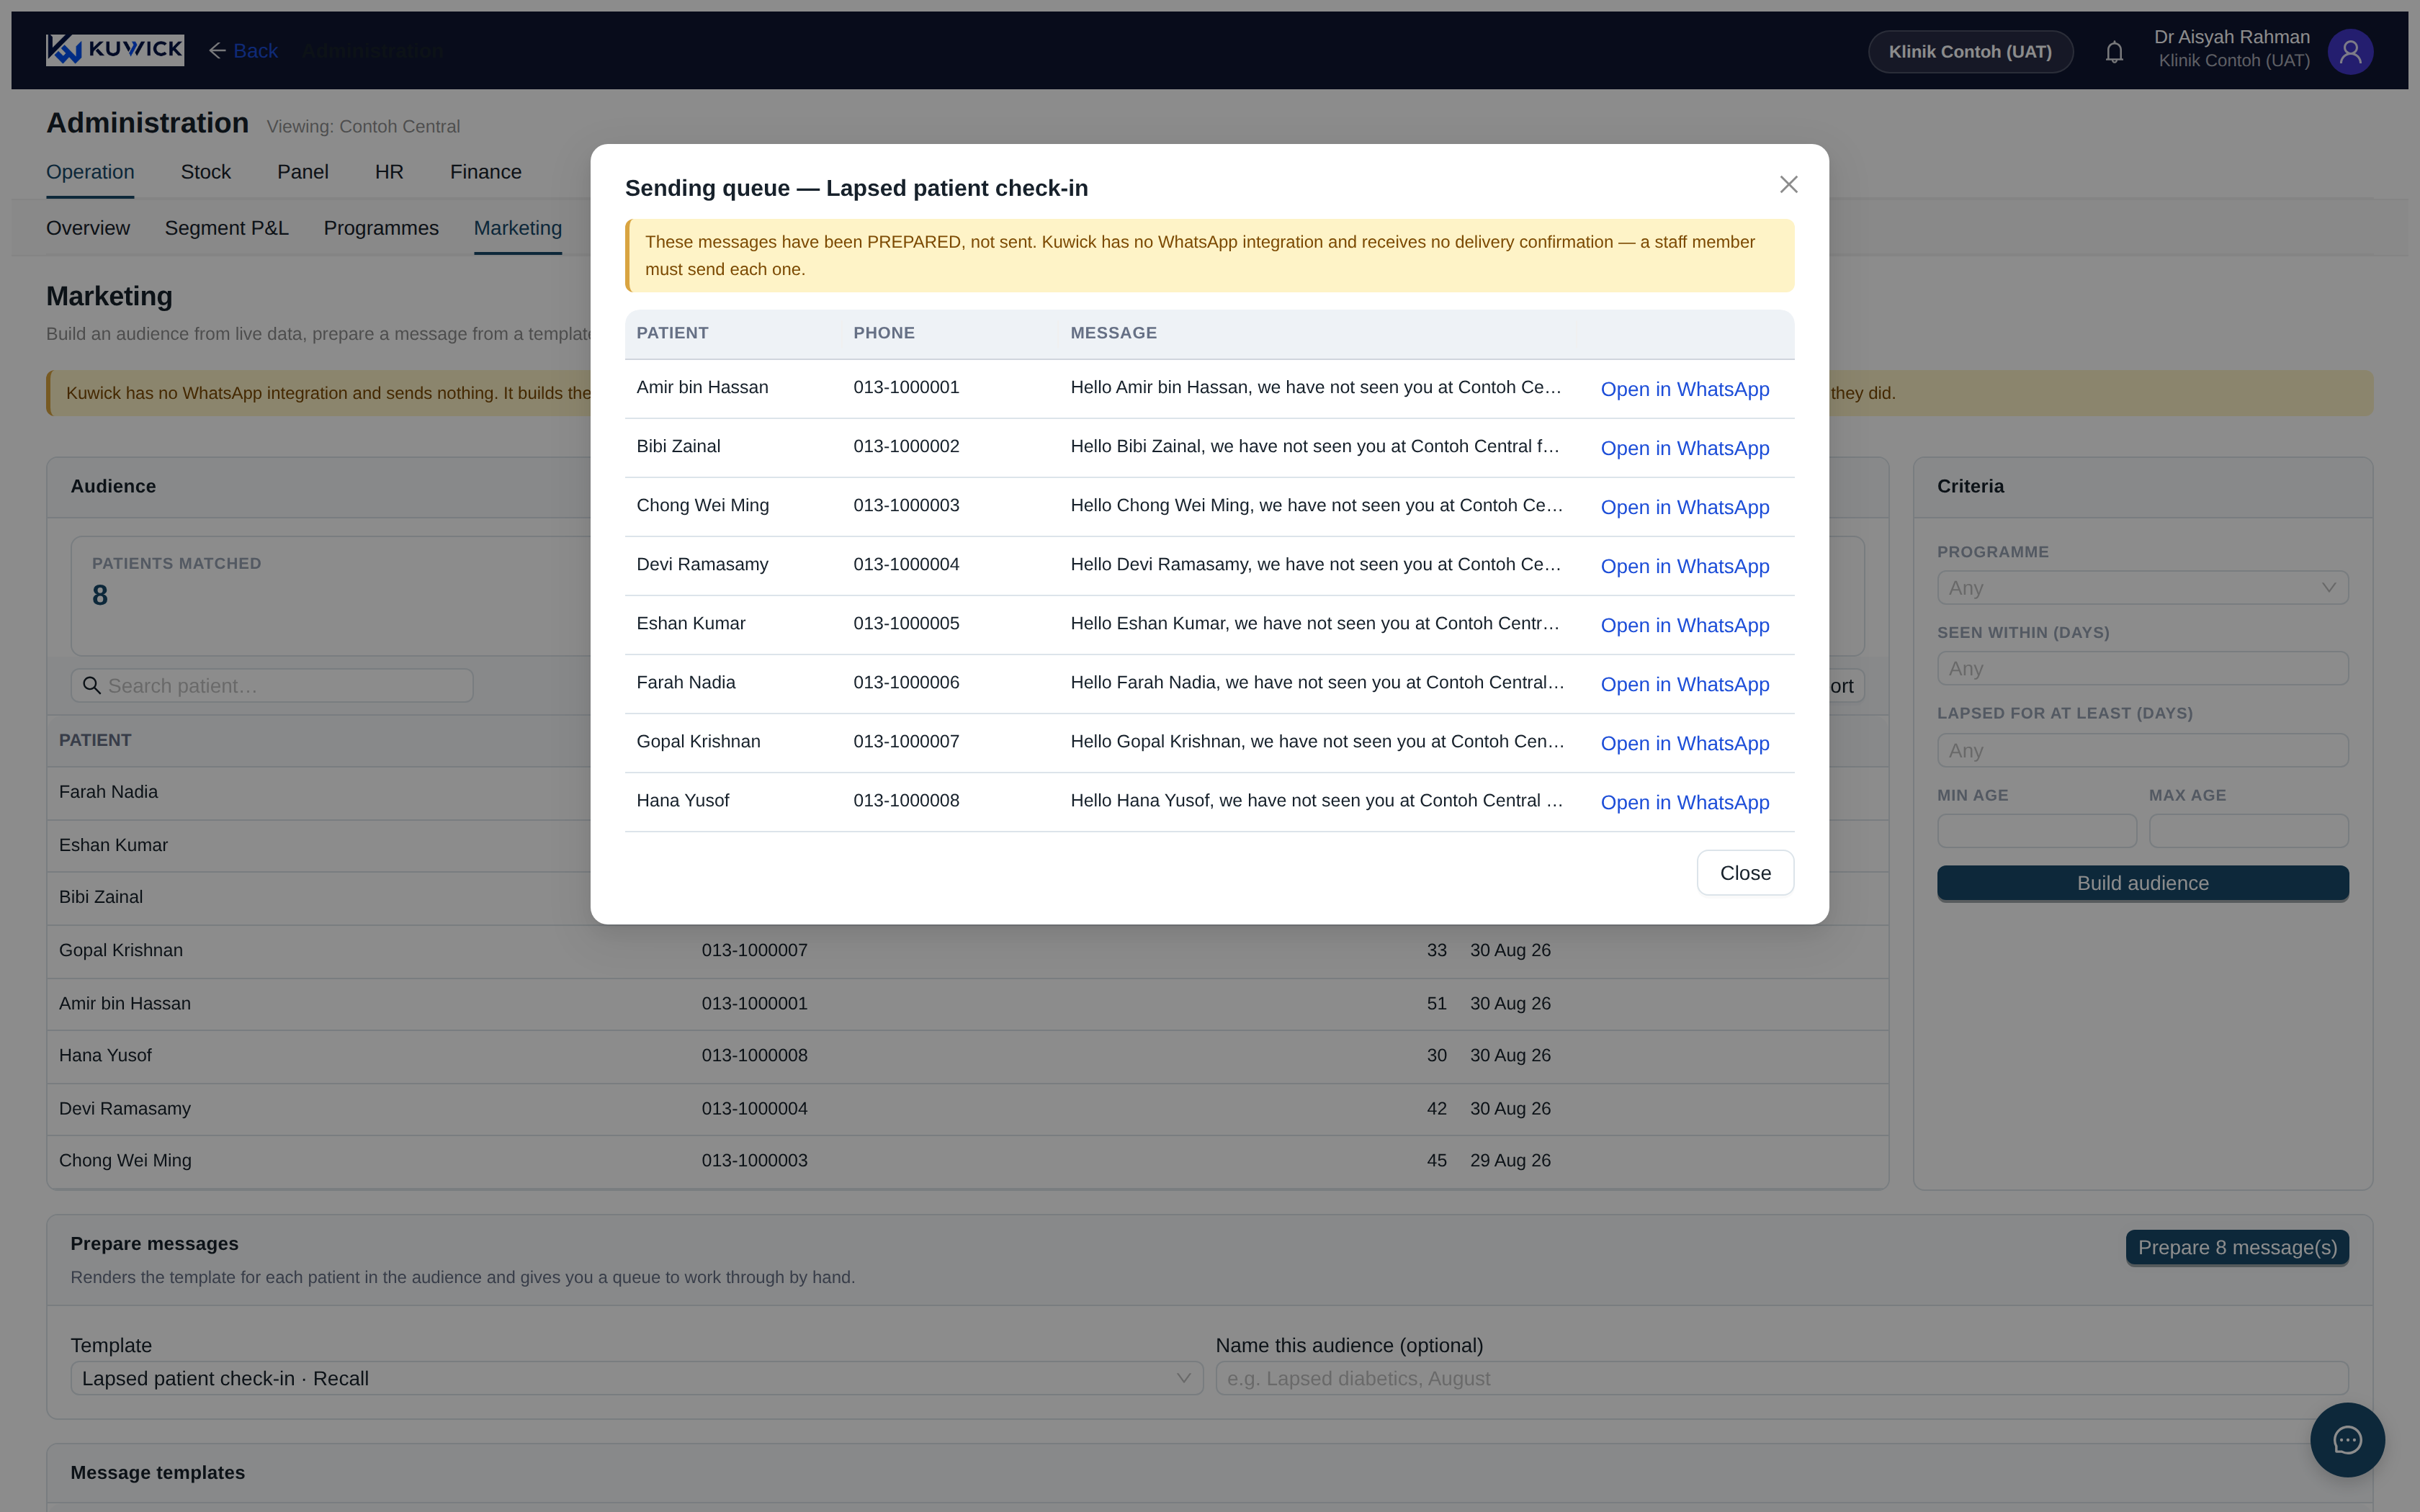 KUWICK
Back
Administration
Klinik Contoh (UAT)
Dr Aisyah Rahman
Klinik Contoh (UAT)
Administration
Viewing: Contoh Central
Operation
Stock
Panel
HR
Finance
Overview
Segment P&L
Programmes
Marketing
Marketing
Build an audience from live data, prepare a message from a
Kuwick has no WhatsApp integration and sends nothing. It builds the
they did.
Audience
PATIENTS MATCHED
8
Search patient…
PATIENT
Farah Nadia
Eshan Kumar
Bibi Zainal
Gopal Krishnan 013-1000007 33 30 Aug 26
Amir bin Hassan 013-1000001 51 30 Aug 26
Hana Yusof 013-1000008 30 30 Aug 26
Devi Ramasamy 013-1000004 42 30 Aug 26
Chong Wei Ming 013-1000003 45 29 Aug 26
Criteria
PROGRAMME
Any
SEEN WITHIN (DAYS)
Any
LAPSED FOR AT LEAST (DAYS)
Any
MIN AGE MAX AGE
Build audience
Sending queue — Lapsed patient check-in
These messages have been PREPARED, not sent. Kuwick has no WhatsApp integration and receives no delivery confirmation — a staff member
must send each one.
PATIENT PHONE MESSAGE
Amir bin Hassan 013-1000001 Hello Amir bin Hassan, we have not seen you at Contoh Ce… Open in WhatsApp
Bibi Zainal 013-1000002 Hello Bibi Zainal, we have not seen you at Contoh Central f… Open in WhatsApp
Chong Wei Ming 013-1000003 Hello Chong Wei Ming, we have not seen you at Contoh Ce… Open in WhatsApp
Devi Ramasamy 013-1000004 Hello Devi Ramasamy, we have not seen you at Contoh Ce… Open in WhatsApp
Eshan Kumar 013-1000005 Hello Eshan Kumar, we have not seen you at Contoh Centr… Open in WhatsApp
Farah Nadia 013-1000006 Hello Farah Nadia, we have not seen you at Contoh Central… Open in WhatsApp
Gopal Krishnan 013-1000007 Hello Gopal Krishnan, we have not seen you at Contoh Cen… Open in WhatsApp
Hana Yusof 013-1000008 Hello Hana Yusof, we have not seen you at Contoh Central … Open in WhatsApp
Close
Prepare messages
Renders the template for each patient in the audience and gives you a queue to work through by hand.
Prepare 8 message(s)
Template
Lapsed patient check-in · Recall
Name this audience (optional)
e.g. Lapsed diabetics, August
Message templates